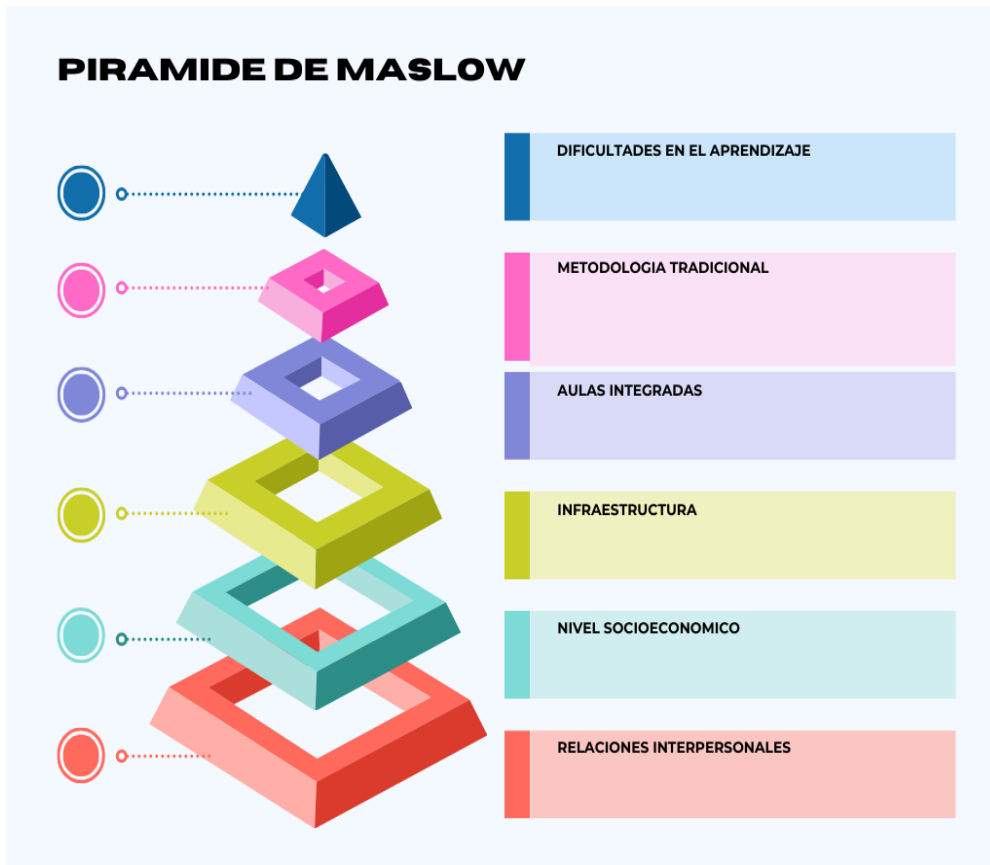 PIRAMIDE DE MASLOW
DIFICULTADES EN EL APRENDIZAJE
METODOLOGIA TRADICIONAL
AULAS INTEGRADAS
INFRAESTRUCTURA
NIVEL SOCIOECONOMICO
RELACIONES INTERPERSONALES